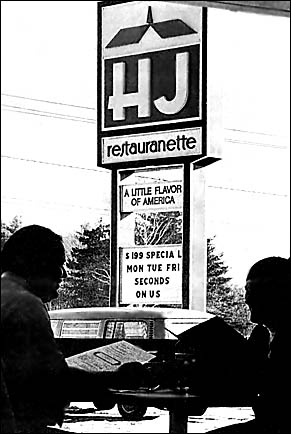 HJ
restauranette
A LITTLE FLAVOR
OF AMERICA
$ 199 SPECIAL
MON TUE FRI
SECONDS
ON US